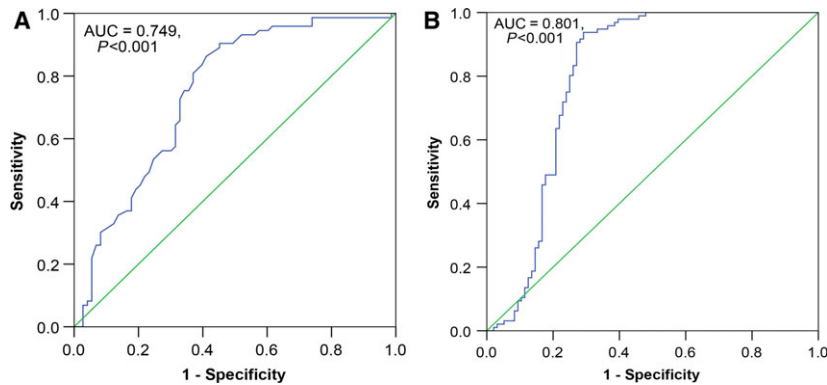 A
AUC = 0.749,
P<0.001
1.0
0.8
0.6
0.4
0.2
0.0
Sensitivity
0.0 0.2 0.4 0.6 0.8 1.0
1 - Specificity
B
AUC = 0.801,
P<0.001
1.0
0.8
0.6
0.4
0.2
0.0
Sensitivity
0.0 0.2 0.4 0.6 0.8 1.0
1 - Specificity